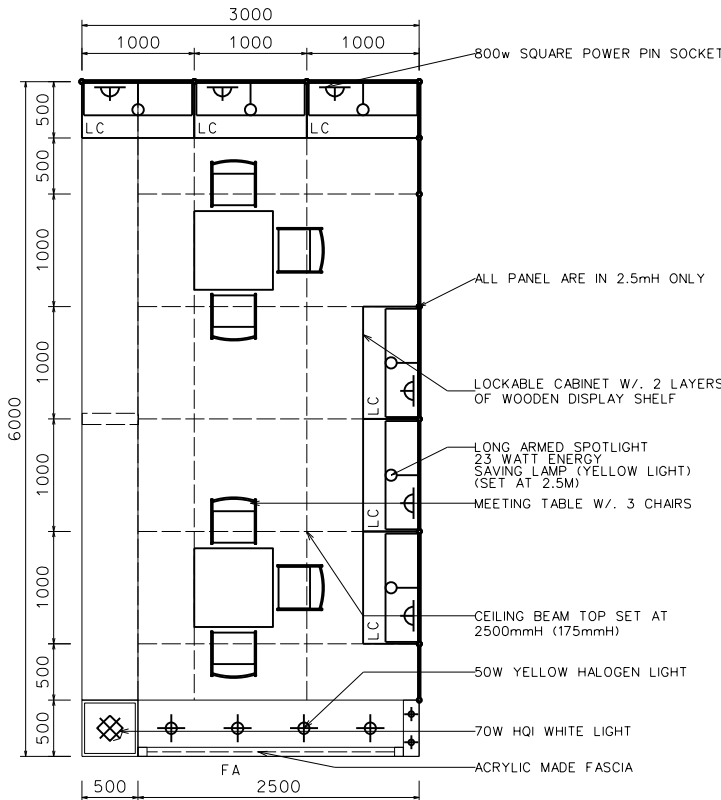 3000
1000 1000 1000
800w SQUARE POWER PIN SOCKET
500
LC LC LC
500
1000
ALL PANEL ARE IN 2.5mH ONLY
1000
LOCKABLE CABINET W/. 2 LAYERS
OF WOODEN DISPLAY SHELF
LC
6000
LONG ARMED SPOTLIGHT
23 WATT ENERGY
SAVING LAMP (YELLOW LIGHT)
(SET AT 2.5M)
1000
MEETING TABLE W/. 3 CHAIRS
LC
1000
CEILING BEAM TOP SET AT
2500mmH (175mmH)
LC
500
50W YELLOW HALOGEN LIGHT
500
70W HQI WHITE LIGHT
ACRYLIC MADE FASCIA
FA
500 2500